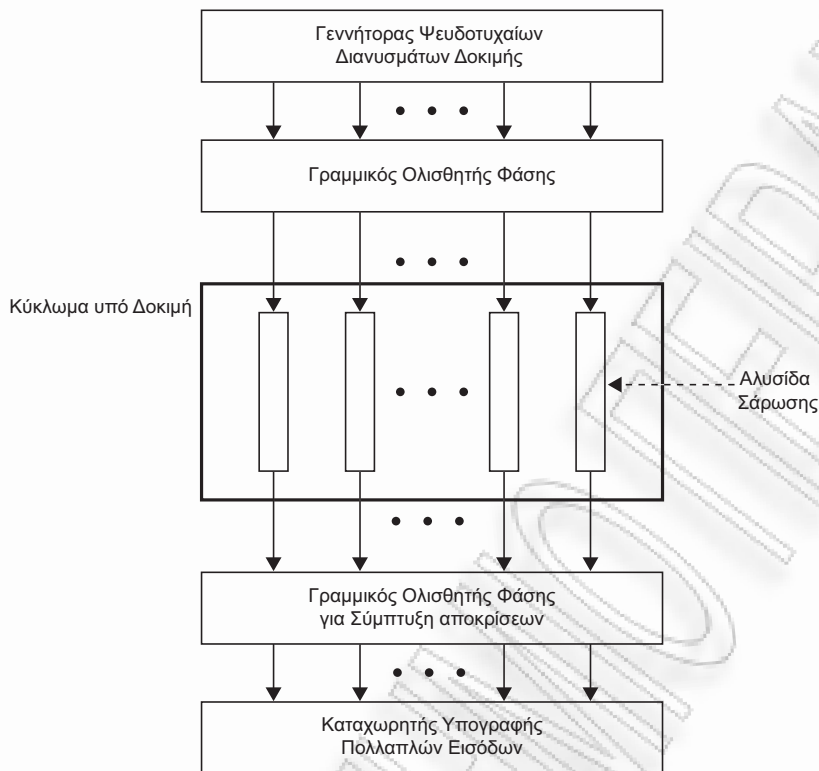 Γεννήτορας Ψευδοτυχαίων
Διανυσμάτων Δοκιμής
Γραμμικός Ολισθητής Φάσης
Κύκλωμα υπό Δοκιμή
Αλυσίδα
Σάρωσης
Γραμμικός Ολισθητής Φάσης
για Σύμπτυξη αποκρίσεων
Καταχωρητής Υπογραφής
Πολλαπλών Εισόδων